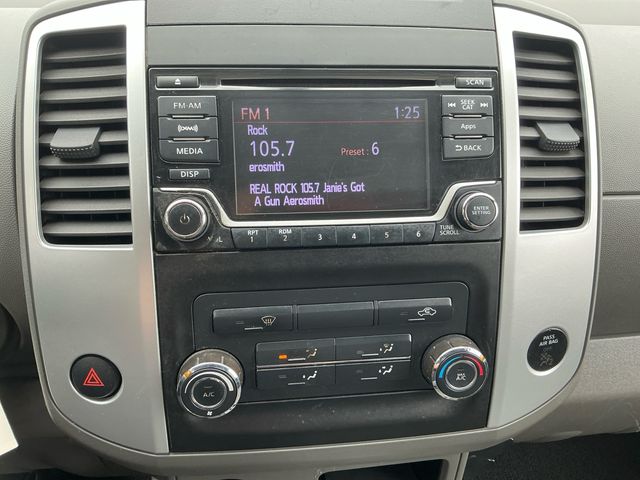 SCAN
FM·AM
MEDIA
DISP
FM 1
1:25
Rock
105.7
Preset : 6
erosmith
REAL ROCK 105.7 Janie's Got
A Gun Aerosmith
SEEK
CAT
Apps
BACK
ENTER
SETTING
TUNE
SCROLL
RPT
1
RDM
2
3
4
5
6
A/C
A/C
PASS
AIR BAG